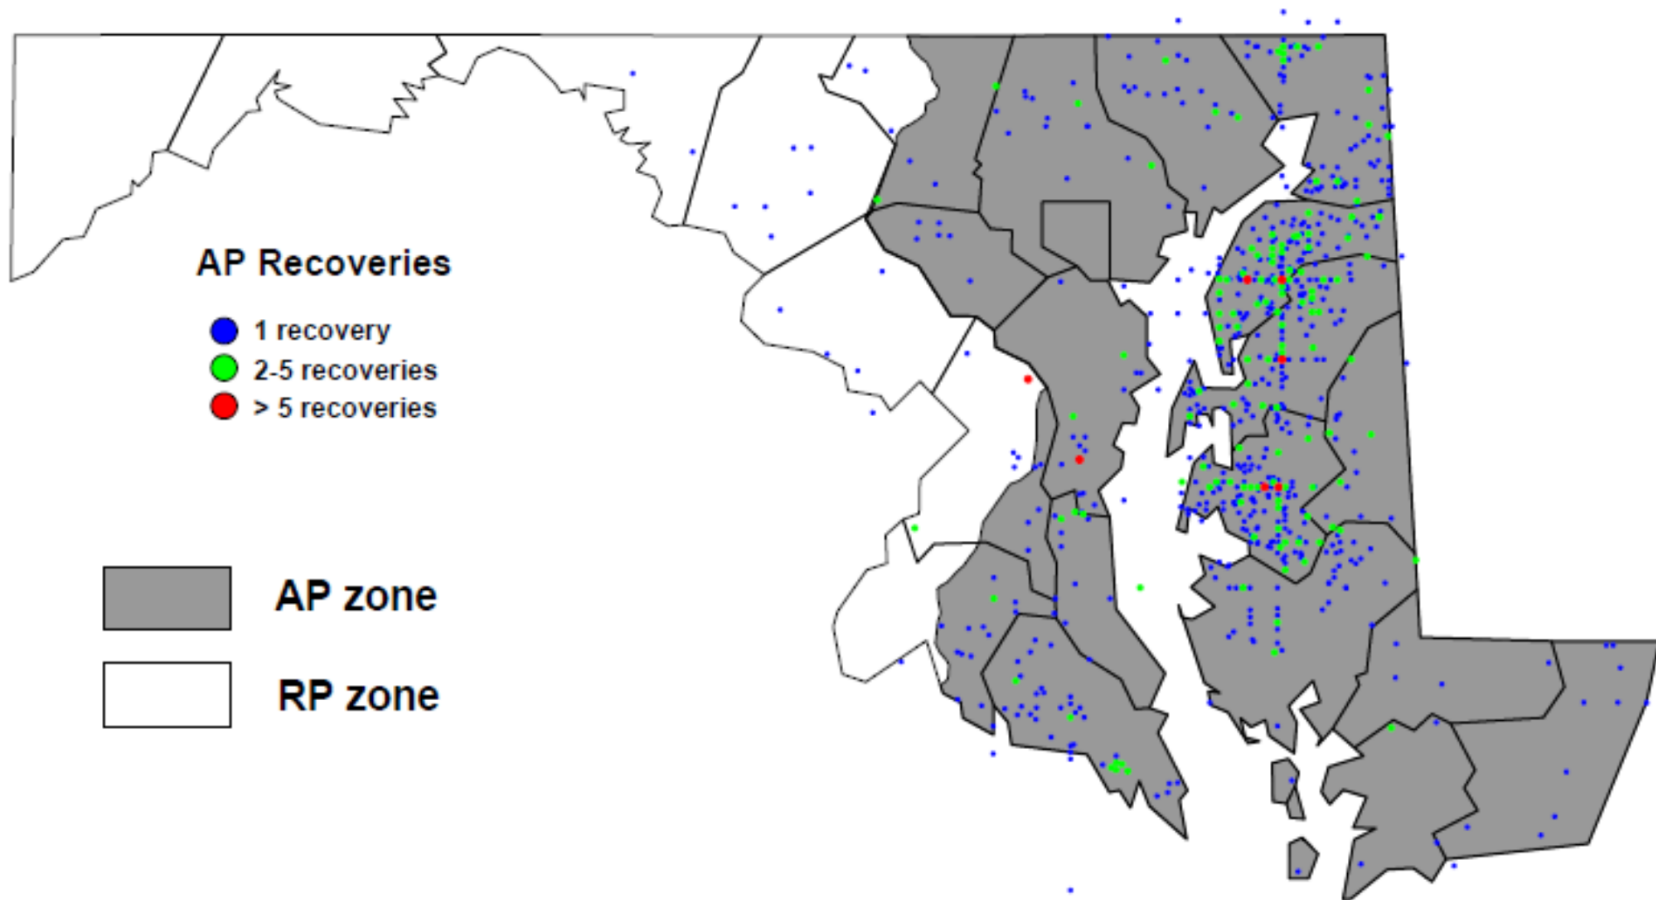 AP Recoveries
1 recovery
2-5 recoveries
> 5 recoveries
AP zone
RP zone